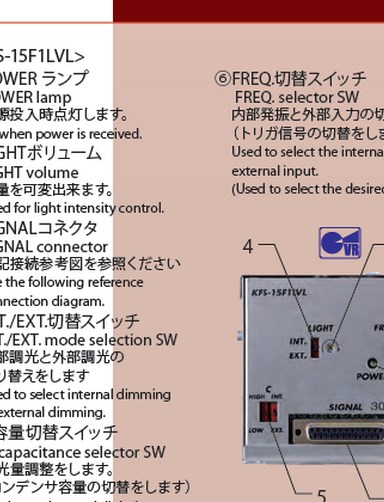 S-15F1LVL>
OWER ランプ
WER lamp
源投入時点灯します。
when power is received.
GHTボリューム
GHT volume
量を可変出来ます。
ed for light intensity control.
GNALコネクタ
GNAL connector
記接続参考図を参照ください
e the following reference
nnection diagram.
T./EXT.切替スイッチ
T./EXT. mode selection SW
部調光と外部調光の
り替えをします
ed to select internal dimming
external dimming.
容量切替スイッチ
capacitance selector SW
光量調整をします。
コンデンサ容量の切替をします）
⑥FREQ.切替スイッチ
FREQ. selector SW
内部発振と外部入力の切
（トリガ信号の切替をしま
Used to select the interna
external input.
(Used to select the desired
4
VR
KFS-15F1LVL
LIGHT
FR
INT.
EXT.
POWE
HIGH C INT.
SIGNAL 30
LOW EXT.
5